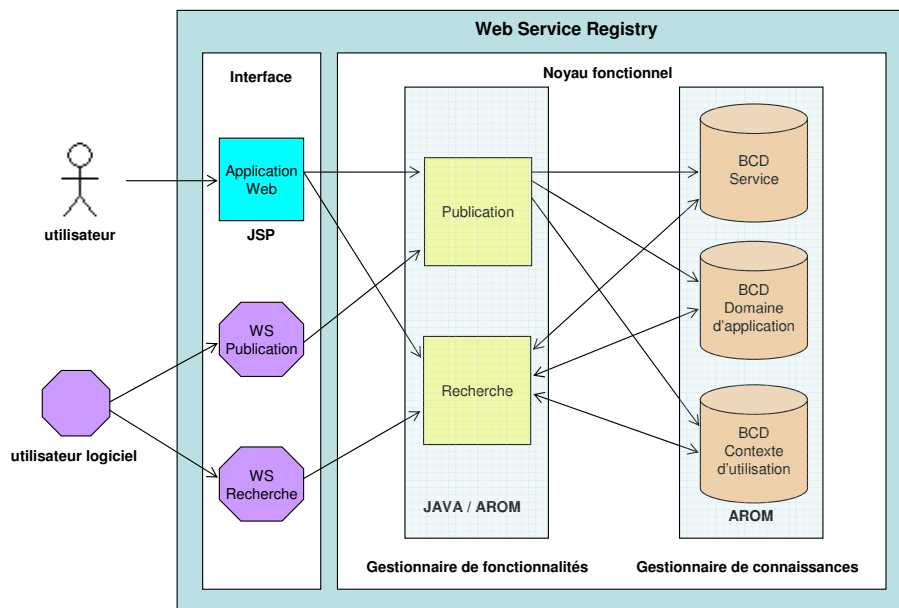 Web Service Registry
Interface
Noyau fonctionnel
Application
Web
JSP
utilisateur
WS
Publication
utilisateur logiciel
WS
Recherche
Publication
Recherche
JAVA / AROM
Gestionnaire de fonctionnalités
BCD
Service
BCD
Domaine
d'application
BCD
Contexte
d'utilisation
AROM
Gestionnaire de connaissances